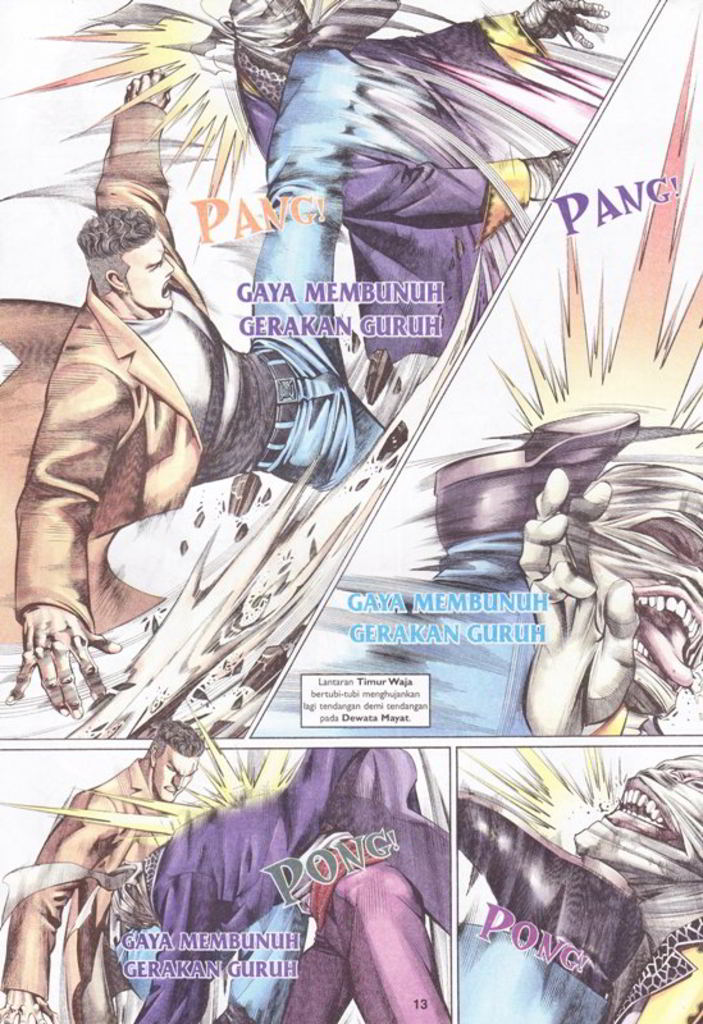 PANG!
GAYA MEMBUNUH
GERAKAN GURUH
PANG!
GAYA MEMBUNUH
GERAKAN GURUH
Lantaran Timur Waja
bertubi-tubi menghujankan
lagi tendangan demi tendangan
pada Dewata Mayat.
PONG!
GAYA MEMBUNUH
GERAKAN GURUH
PONG!
13